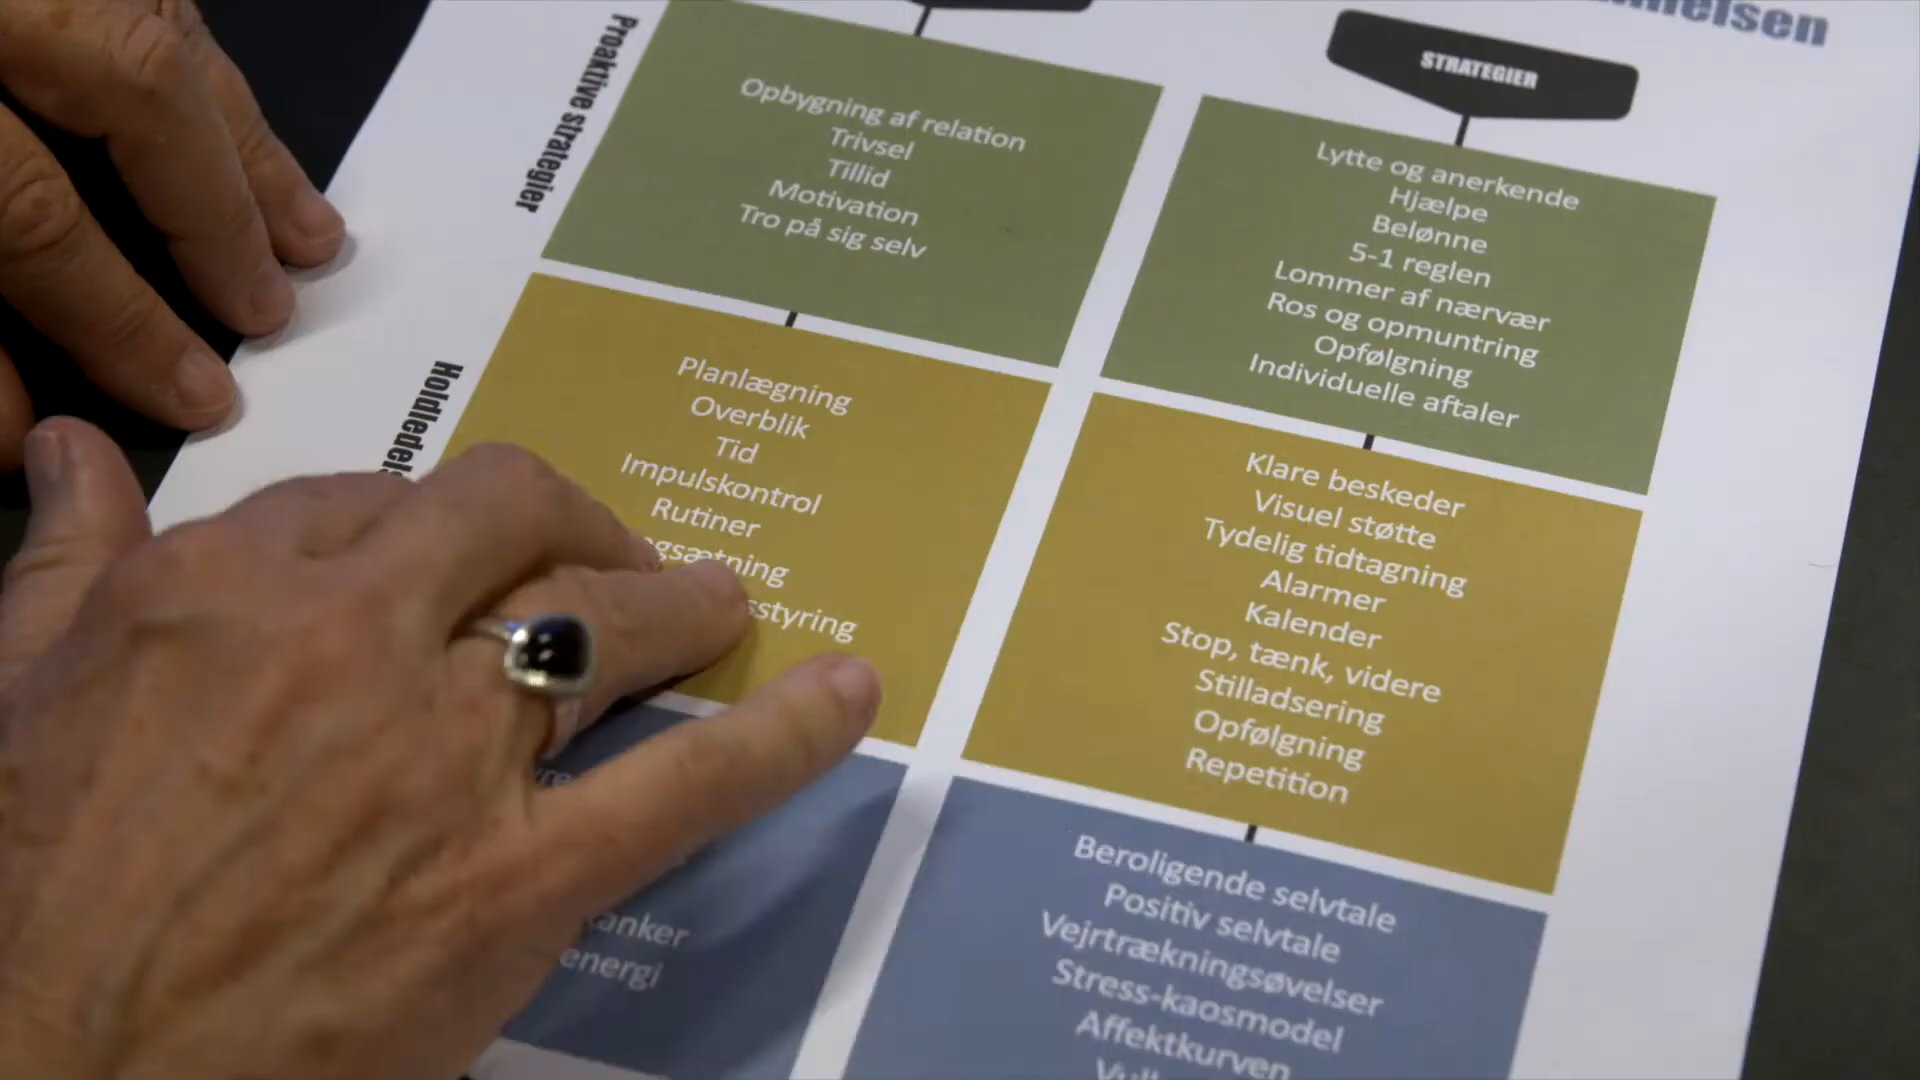 STRATEGIER
Proaktive strategier
Opbygning af relation
Trivsel
Tillid
Motivation
Tro på sig selv
Lytte og anerkende
Hjælpe
Belønne
5-1 reglen
Lommer af nærvær
Ros og opmuntring
Opfølgning
Individuelle aftaler
Planlægning
Overblik
Tid
Impulskontrol
Rutiner
Klare beskeder
Visuel støtte
Tydelig tidtagning
Alarmer
Kalender
Stop, tænk, videre
Stilladsering
Opfølgning
Repetition
tanker
energi
Beroligende selvtale
Positiv selvtale
Vejrtrækningsøvelser
Stress-kaosmodel
Affektkurven